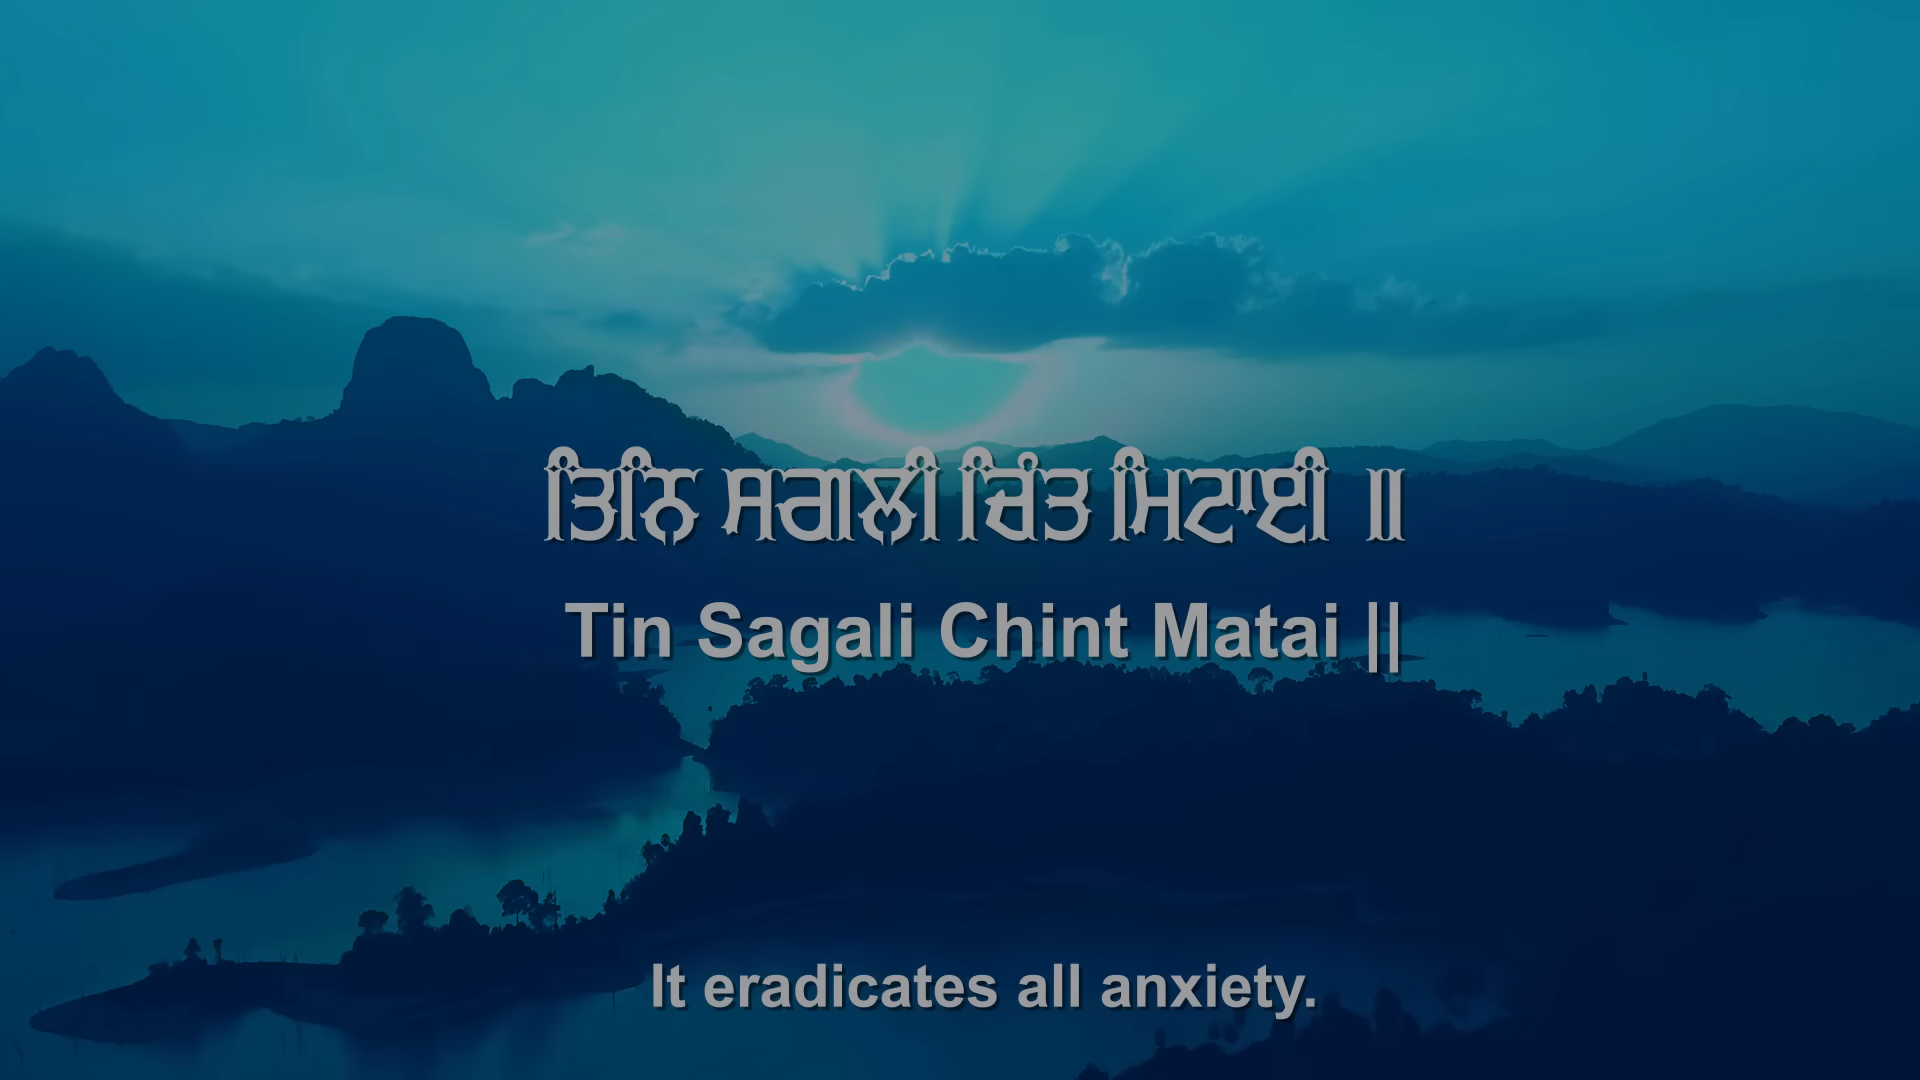 ਤਿਨਿ ਸਗਲੀ ਚਿੰਤ ਮਿਟਾਈ ॥
Tin Sagali Chint Matai ||
It eradicates all anxiety.